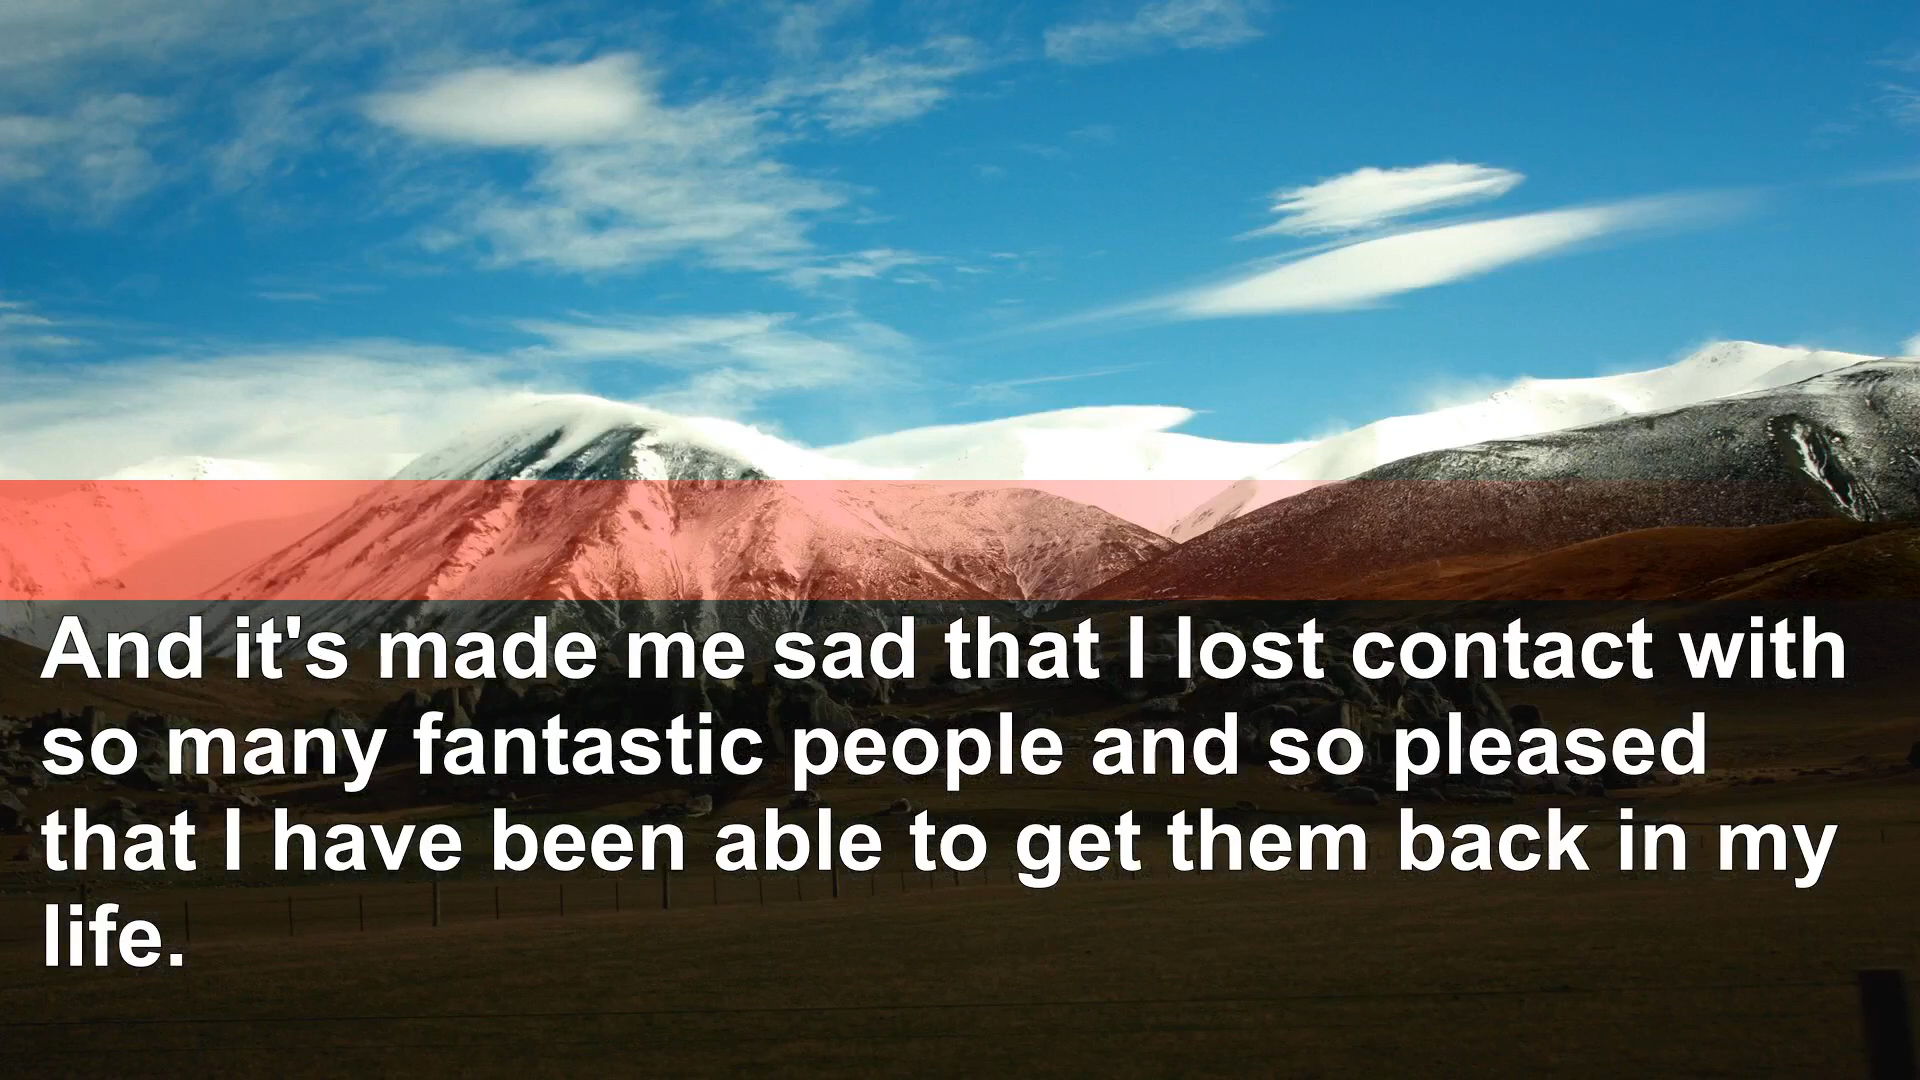 And it's made me sad that I lost contact with
so many fantastic people and so pleased
that I have been able to get them back in my
life.